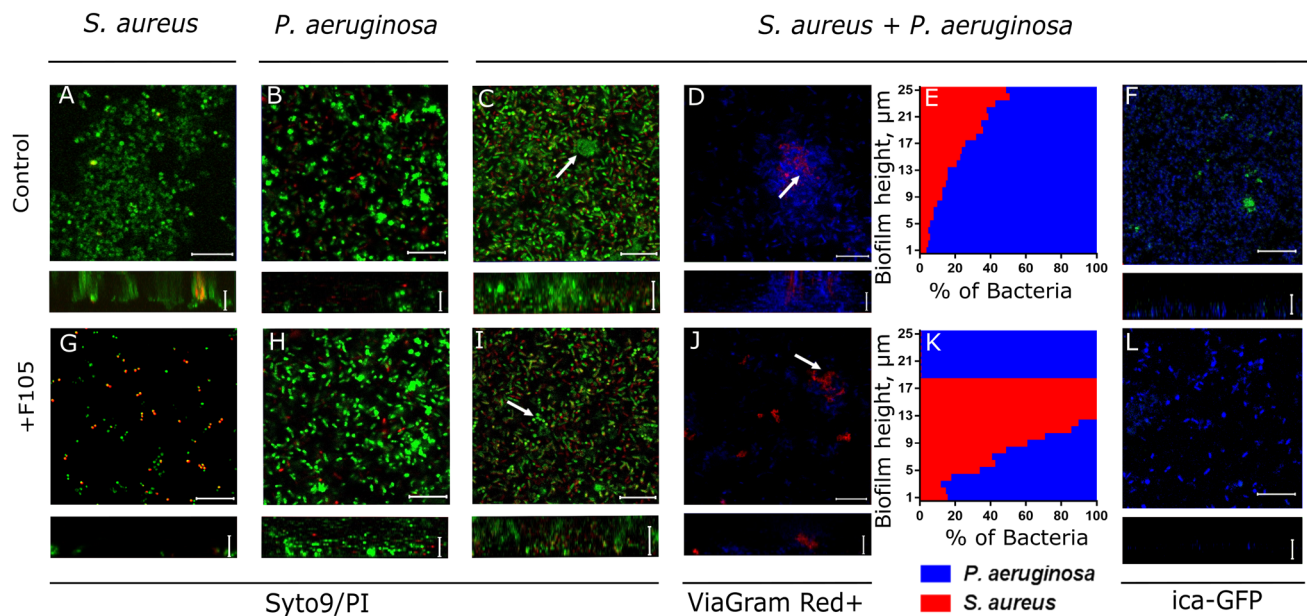 S. aureus
P. aeruginosa
S. aureus + P. aeruginosa
Control
A
B
C
D
E
F
Biofilm height, µm
25
21
17
13
9
5
1
0
20
40
60
80
100
% of Bacteria
+F105
G
H
I
J
K
L
Biofilm height, µm
25
21
17
13
9
5
1
0
20
40
60
80
100
% of Bacteria
P. aeruginosa
S. aureus
Syto9/PI
ViaGram Red+
ica-GFP